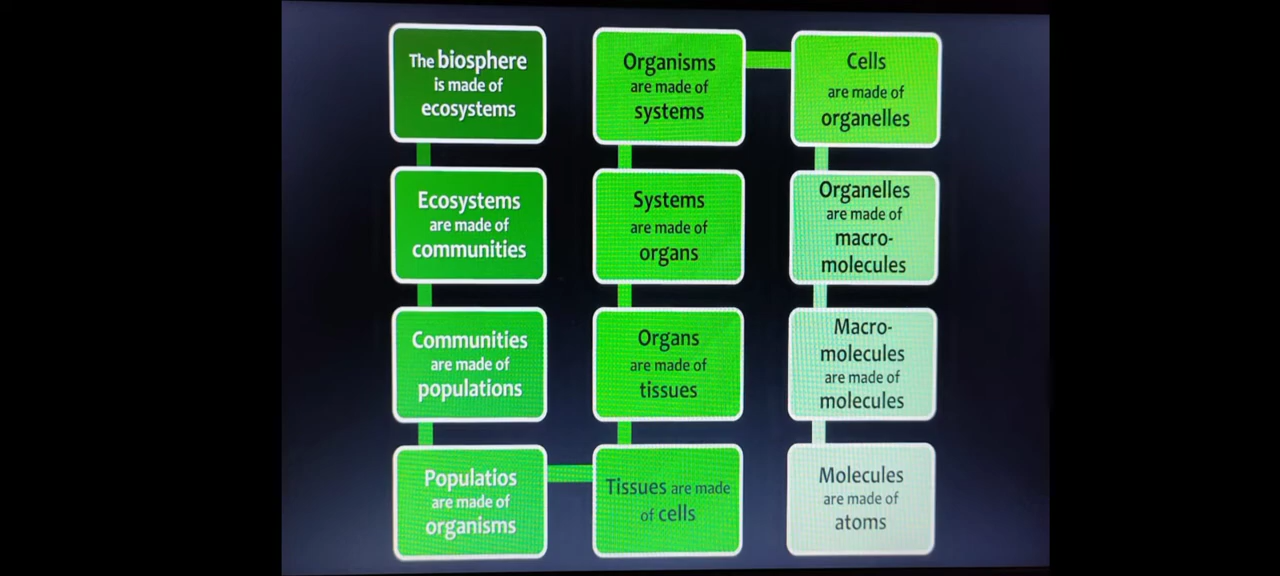 The biosphere
is made of
ecosystems
Ecosystems
are made of
communities
Communities
are made of
populations
Populatios
are made of
organisms
Organisms
are made of
systems
Systems
are made of
organs
Organs
are made of
tissues
Tissues are made
of cells
Cells
are made of
organelles
Organelles
are made of
macro-
molecules
Macro-
molecules
are made of
molecules
Molecules
are made of
atoms